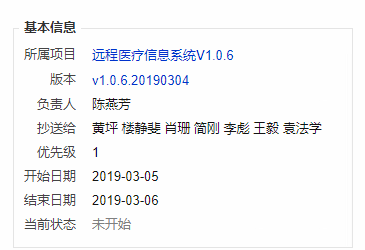 基本信息
所属项目 远程医疗信息系统V1.0.6
版本 v1.0.6.20190304
负责人 陈燕芳
抄送给 黄坪 楼静斐 肖珊 简刚 李彪 王毅 袁法学
优先级 1
开始日期 2019-03-05
结束日期 2019-03-06
当前状态 未开始